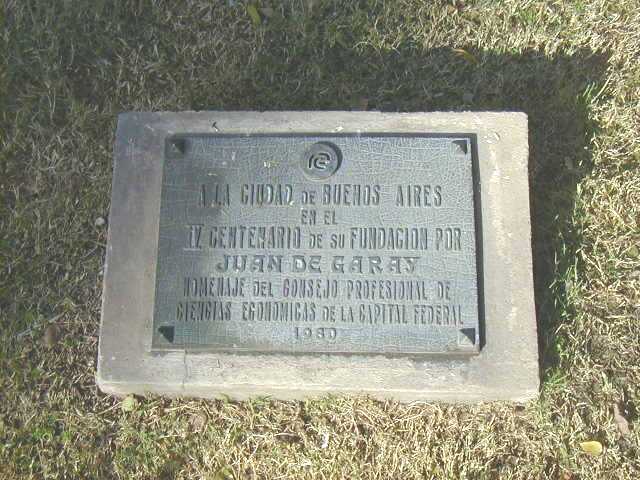 A LA CIUDAD DE BUENOS AIRES
EN EL
IV CENTENARIO DE SU FUNDACION POR
JUAN DE GARAY
HOMENAJE DEL CONSEJO PROFESIONAL DE
CIENCIAS ECONOMICAS DE LA CAPITAL FEDERAL
1980